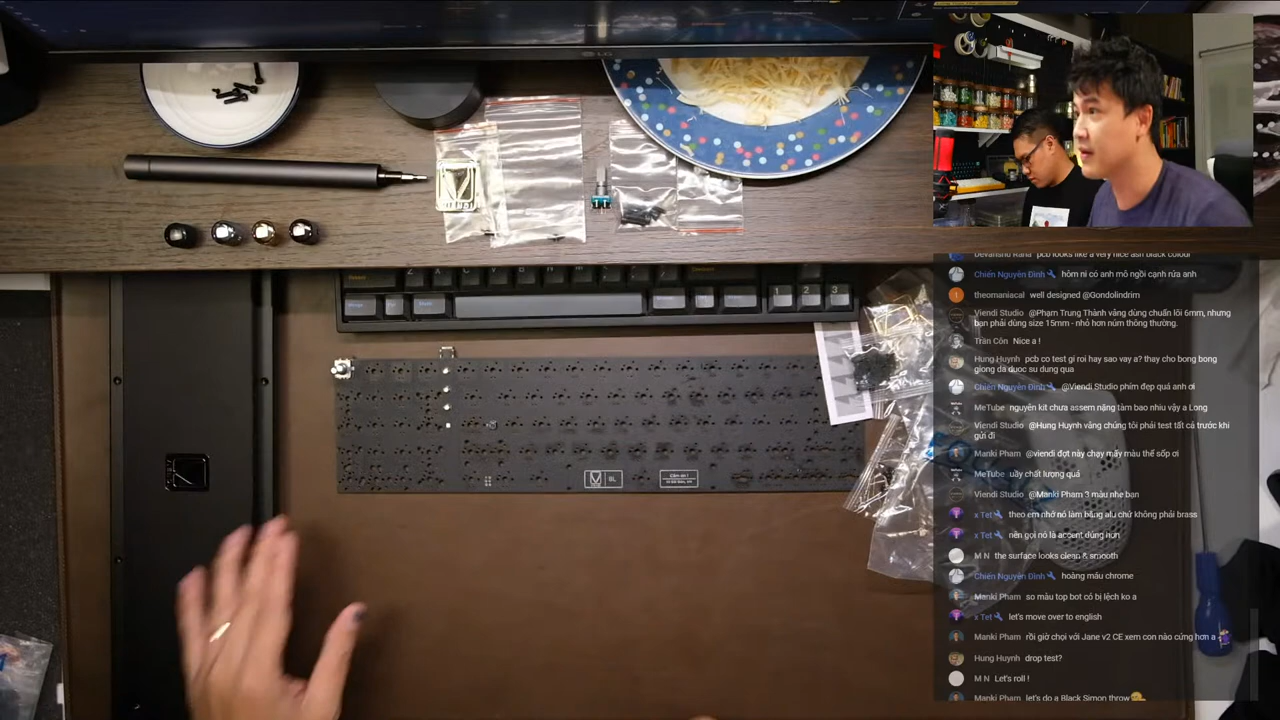 LG
Devanshu Rana pcb looks like a very nice ash black colour
Chiến Nguyễn Đình hôm ni có anh mô ngồi cạnh rứa anh
theomaniacal well designed @Gondolindrim
Viendi Studio @Phạm Trung Thành vâng dùng chuẩn lõi 6mm, nhưng
bạn phải dùng size 15mm - nhỏ hơn núm thông thường.
Trần Côn Nice a !
Hung Huynh pcb co test gi roi hay sao vay a? thay cho bong bong
giong da duoc su dung qua
Chiến Nguyễn Đình @Viendi Studio phím đẹp quá anh ơi
MeTube nguyên kit chưa assem nặng tầm bao nhiu vậy a Long
Viendi Studio @Hung Huynh vâng chúng tôi phải test tất cả trước khi
gửi đi
Manki Pham @viendi đợt này chạy mấy màu thế sốp ơi
MeTube uầy chất lượng quá
Viendi Studio @Manki Pham 3 màu nhe bạn
x Tet theo em nhớ nó làm bằng alu chứ không phải brass
x Tet nên gọi nó là accent đúng hơn
M N the surface looks clean & smooth
Chiến Nguyễn Đình hoàng mấu chrome
Manki Pham so màu top bot có bị lệch ko a
x Tet let's move over to english
Manki Pham rồi giờ chọi với Jane v2 CE xem con nào cứng hơn a
Hung Huynh drop test?
M N Let's roll !
Manki Pham let's do a Black Simon throw
8L
Z X C V B N M
1 2 3